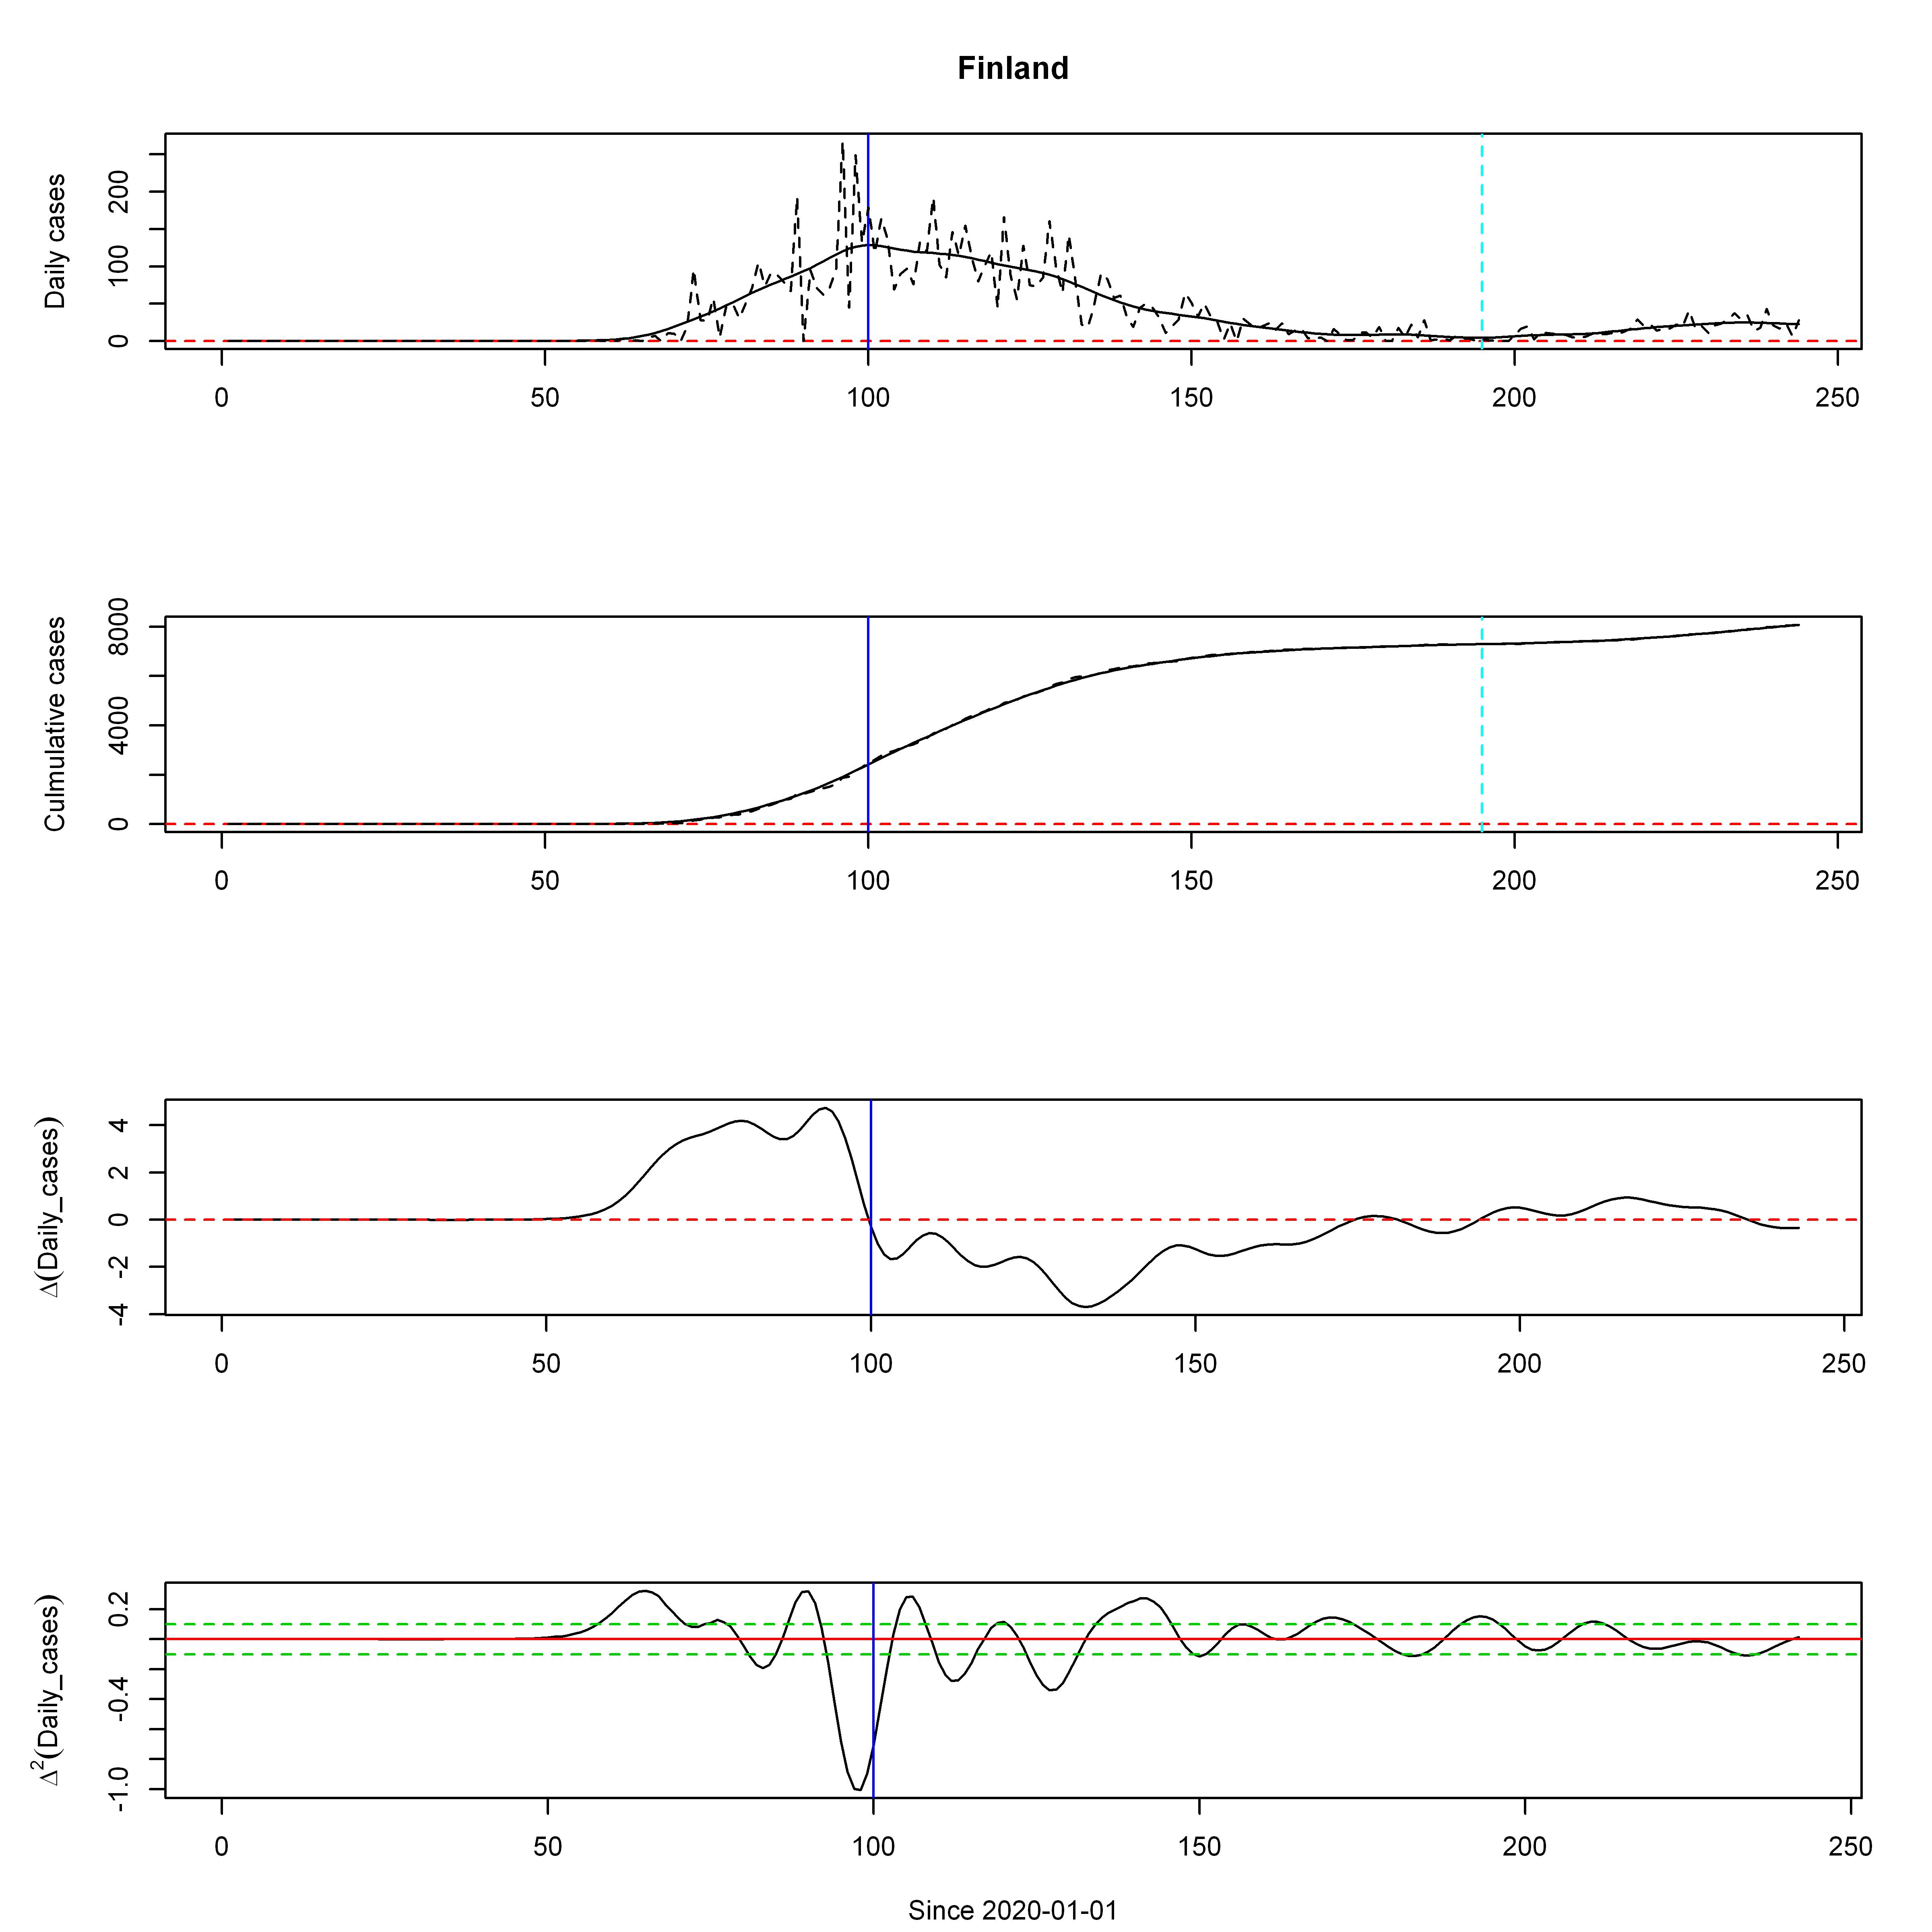 Finland
Daily cases
0 100 200
0 50 100 150 200 250
Culmulative cases
0 4000 8000
0 50 100 150 200 250
Δ(Daily_cases)
-4 -2 0 2 4
0 50 100 150 200 250
Δ²(Daily_cases)
-1.0 -0.4 0.2
0 50 100 150 200 250
Since 2020-01-01